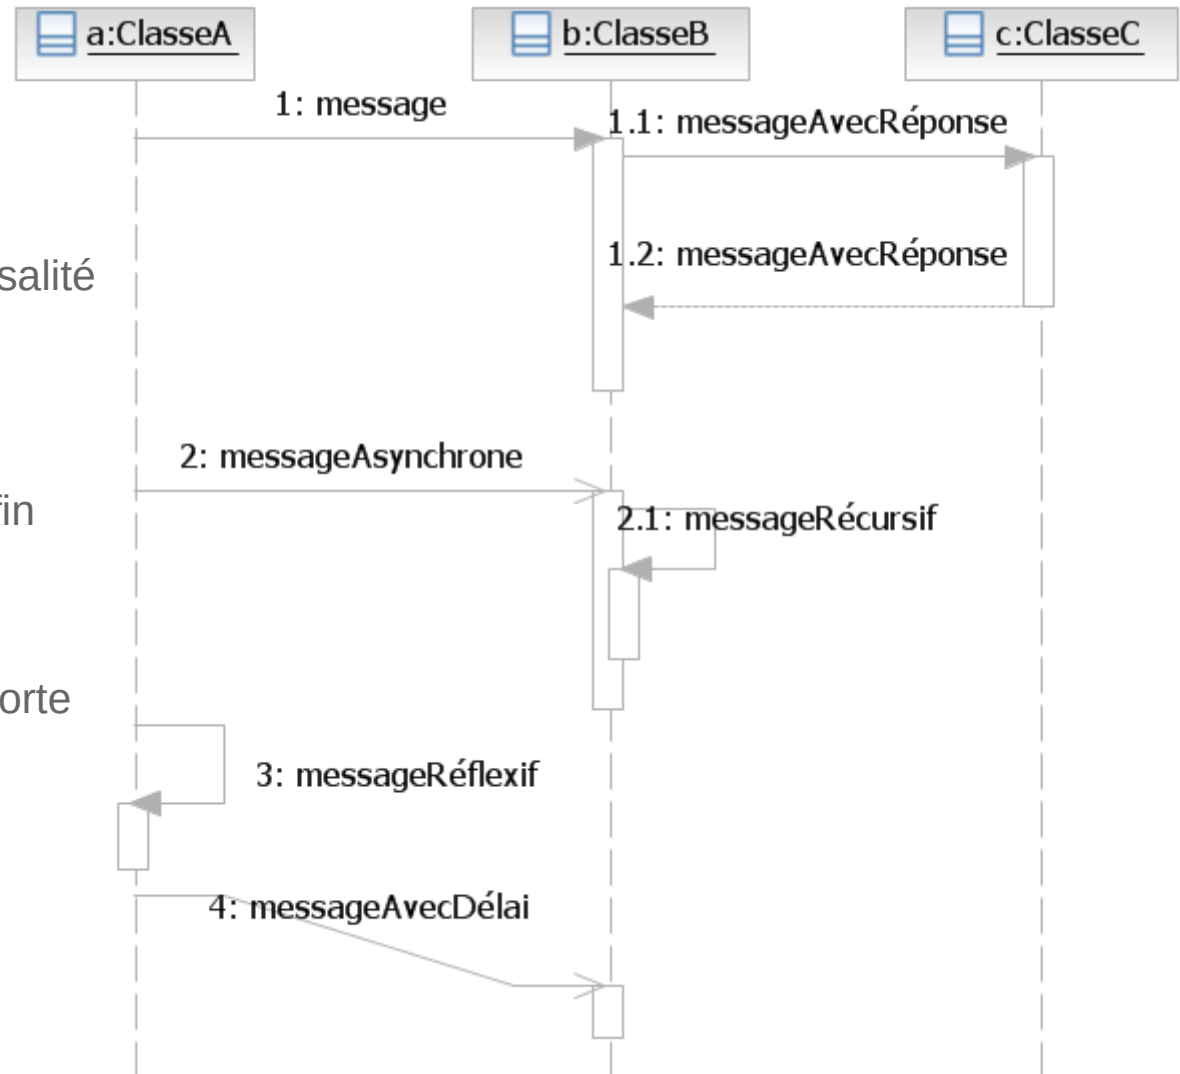 a:ClasseA
b:ClasseB
c:ClasseC
1: message
1.1: messageAvecRéponse
1.2: messageAvecRéponse
salité
2: messageAsynchrone
fin
2.1: messageRécursif
orte
3: messageRéflexif
4: messageAvecDélai